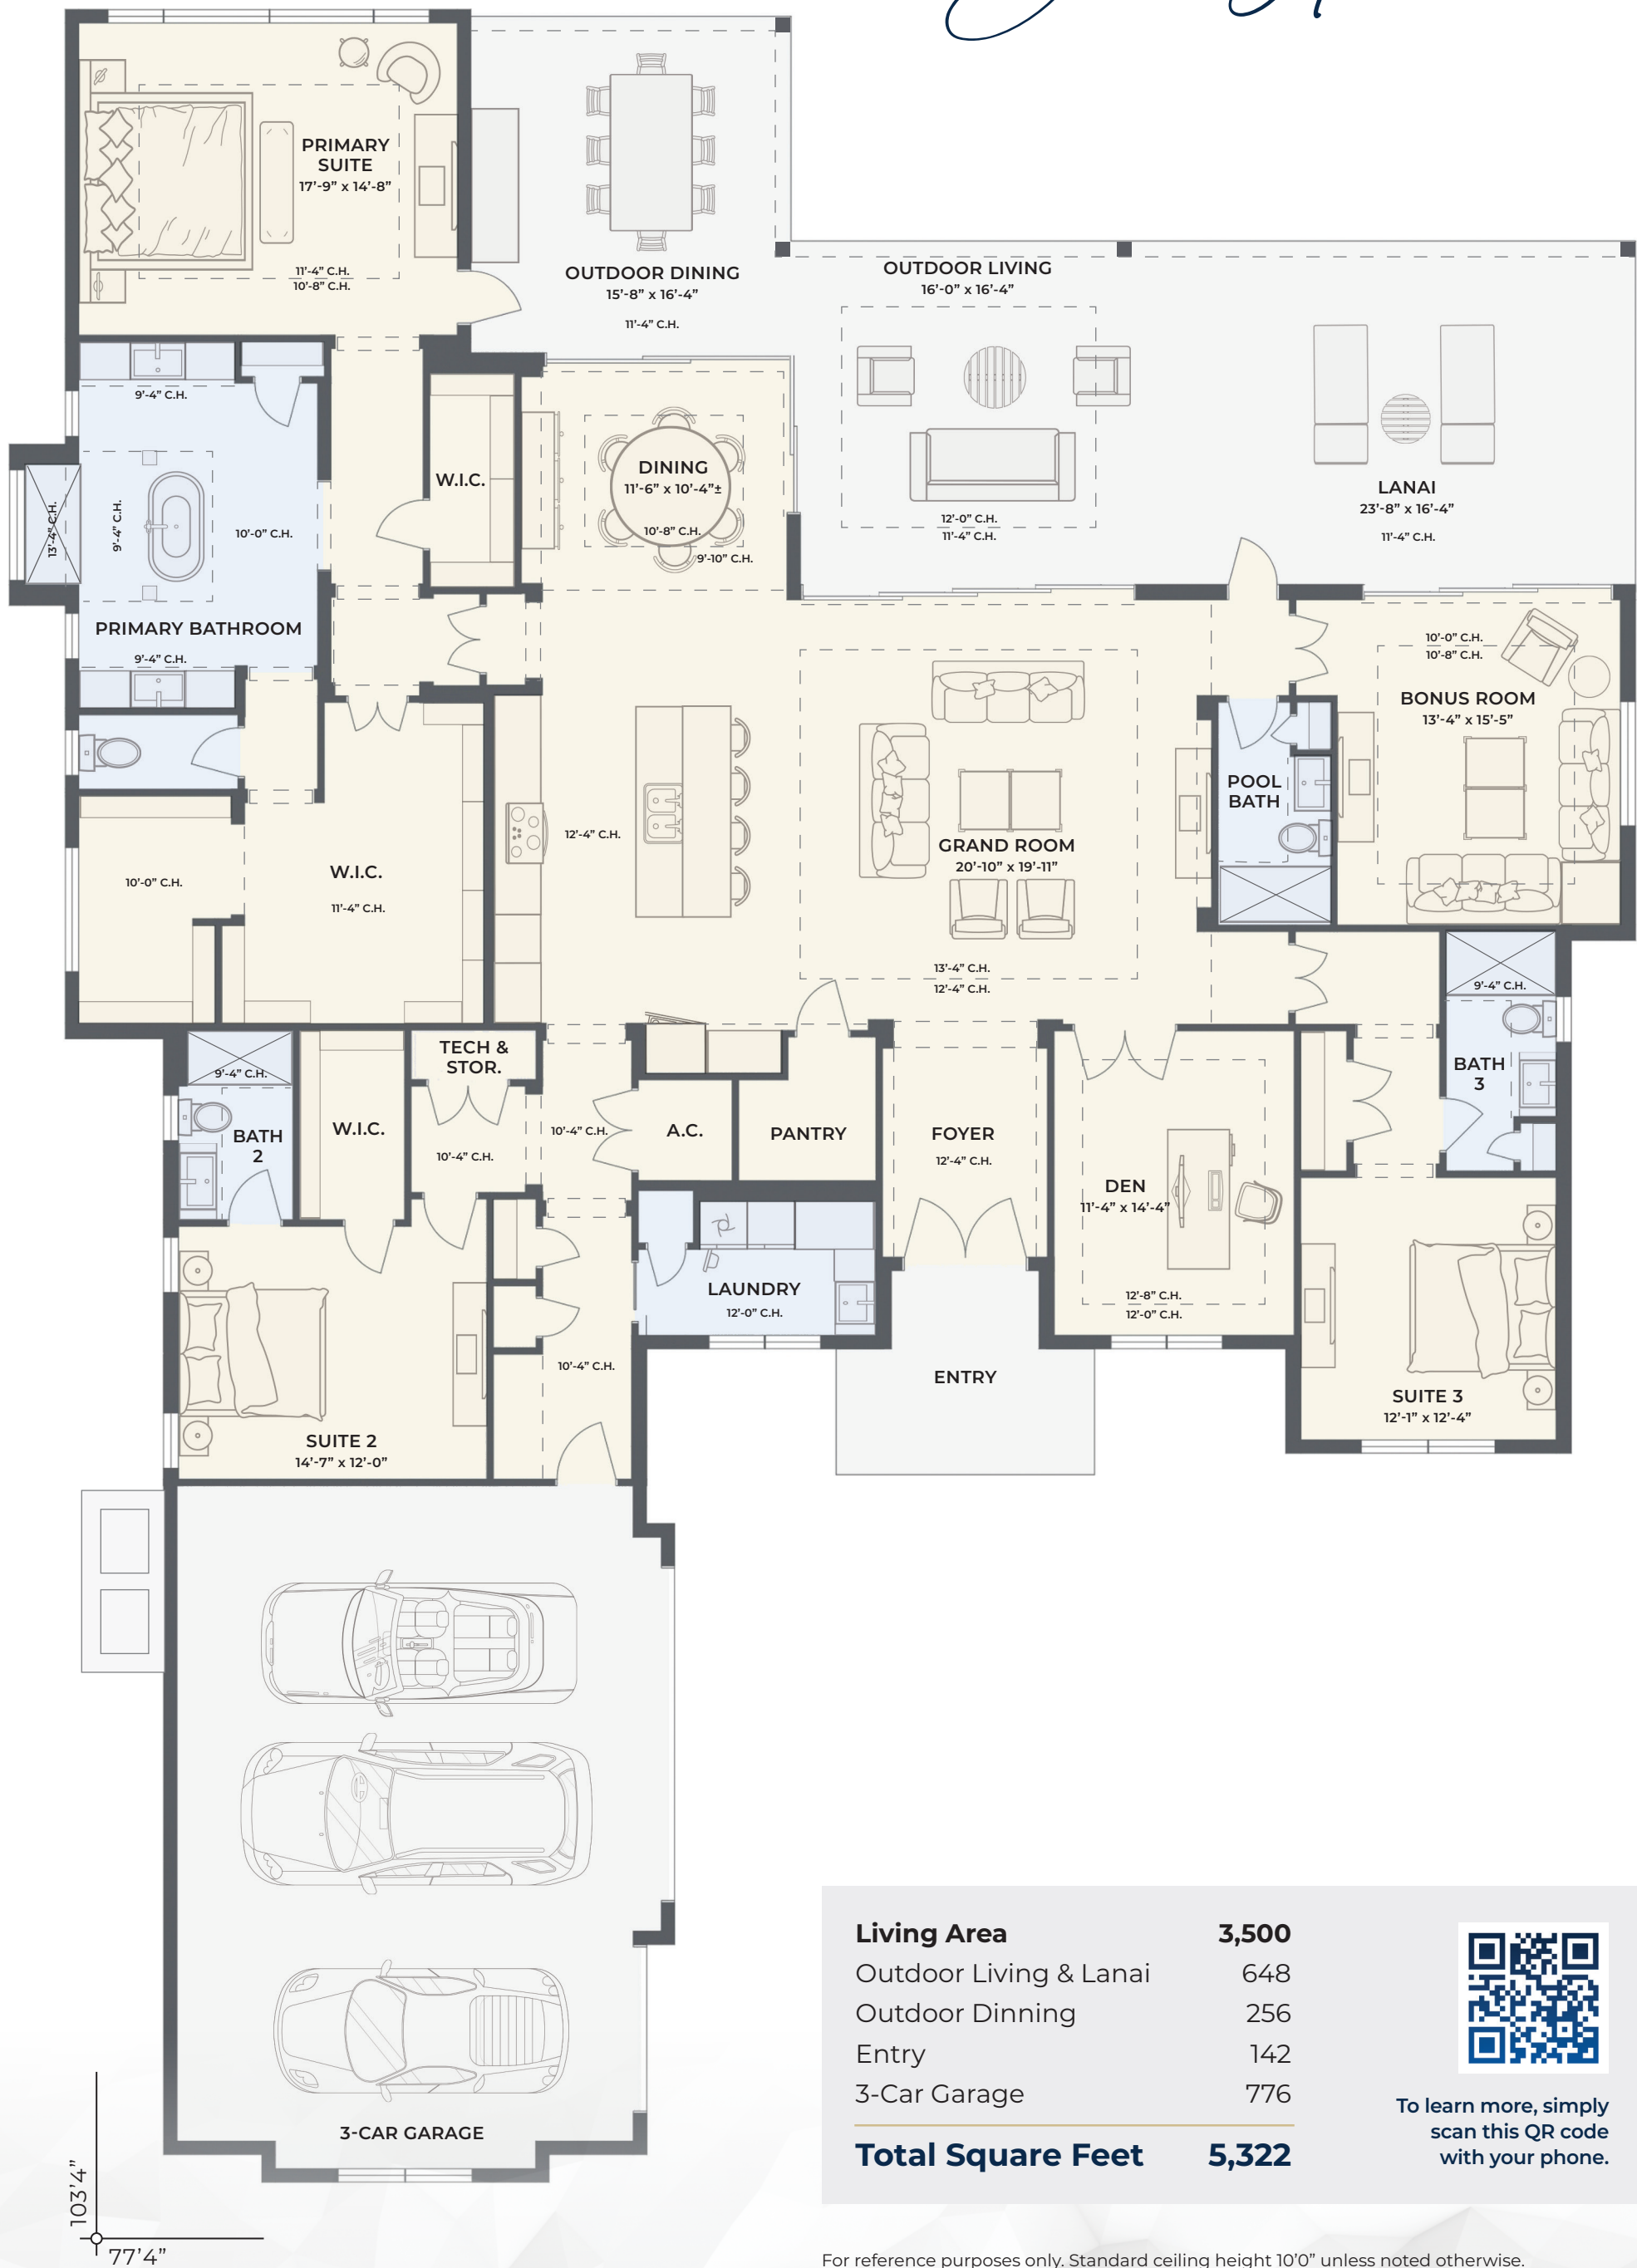 PRIMARY
SUITE
17'-9" x 14'-8"
11'-4" C.H.
10'-8" C.H.
OUTDOOR DINING
15'-8" x 16'-4"
11'-4" C.H.
OUTDOOR LIVING
16'-0" x 16'-4"
12'-0" C.H.
11'-4" C.H.
LANAI
23'-8" x 16'-4"
11'-4" C.H.
9'-4" C.H.
13'-4" C.H.
9'-4" C.H.
10'-0" C.H.
PRIMARY BATHROOM
9'-4" C.H.
W.I.C.
DINING
11'-6" x 10'-4"±
10'-8" C.H.
9'-10" C.H.
10'-0" C.H.
10'-8" C.H.
BONUS ROOM
13'-4" x 15'-5"
POOL
BATH
12'-4" C.H.
GRAND ROOM
20'-10" x 19'-11"
13'-4" C.H.
12'-4" C.H.
10'-0" C.H.
W.I.C.
11'-4" C.H.
9'-4" C.H.
BATH
2
W.I.C.
TECH &
STOR.
10'-4" C.H.
10'-4" C.H.
A.C.
PANTRY
FOYER
12'-4" C.H.
DEN
11'-4" x 14'-4"
12'-8" C.H.
12'-0" C.H.
9'-4" C.H.
BATH
3
LAUNDRY
12'-0" C.H.
10'-4" C.H.
ENTRY
SUITE 2
14'-7" x 12'-0"
SUITE 3
12'-1" x 12'-4"
3-CAR GARAGE
103'4"
77'4"
Living Area 3,500
Outdoor Living & Lanai 648
Outdoor Dinning 256
Entry 142
3-Car Garage 776
Total Square Feet 5,322
To learn more, simply
scan this QR code
with your phone.
For reference purposes only. Standard ceiling height 10'0" unless noted otherwise.